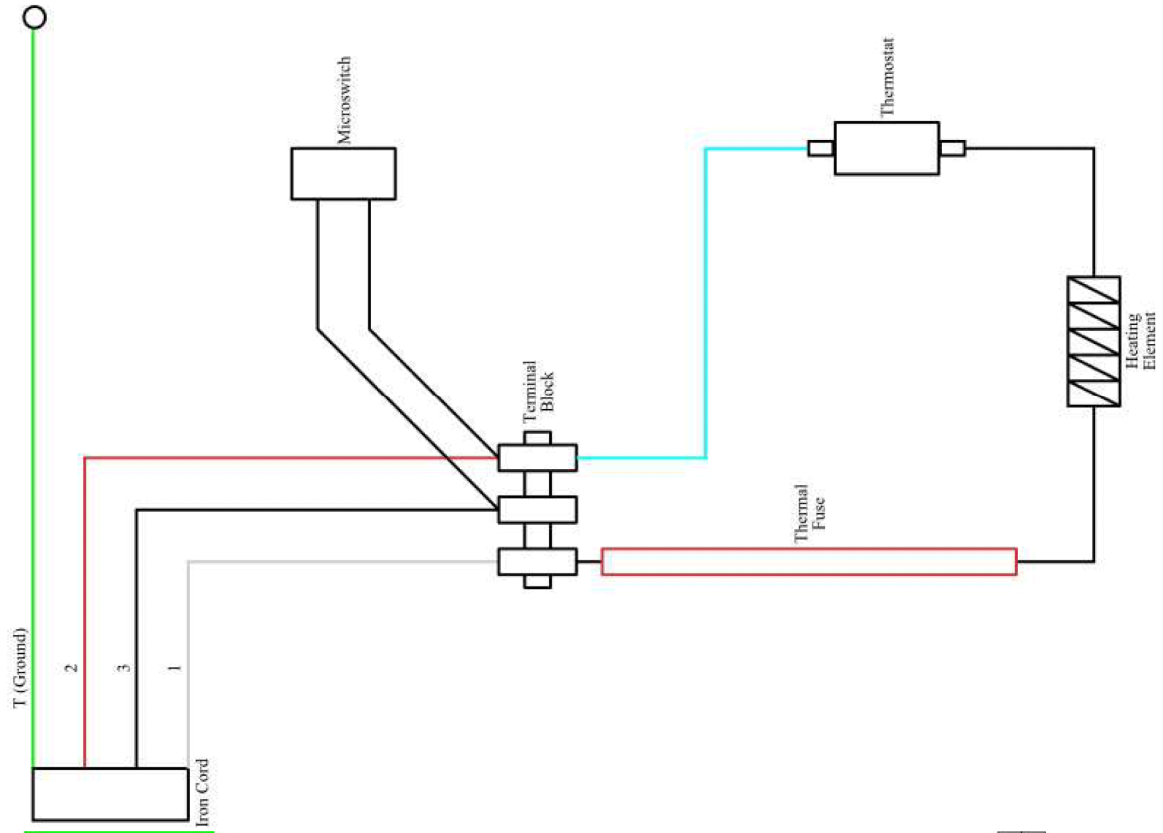 T (Ground)
2
3
1
Iron Cord
Microswitch
Terminal
Block
Thermostat
Thermal
Fuse
Heating
Element